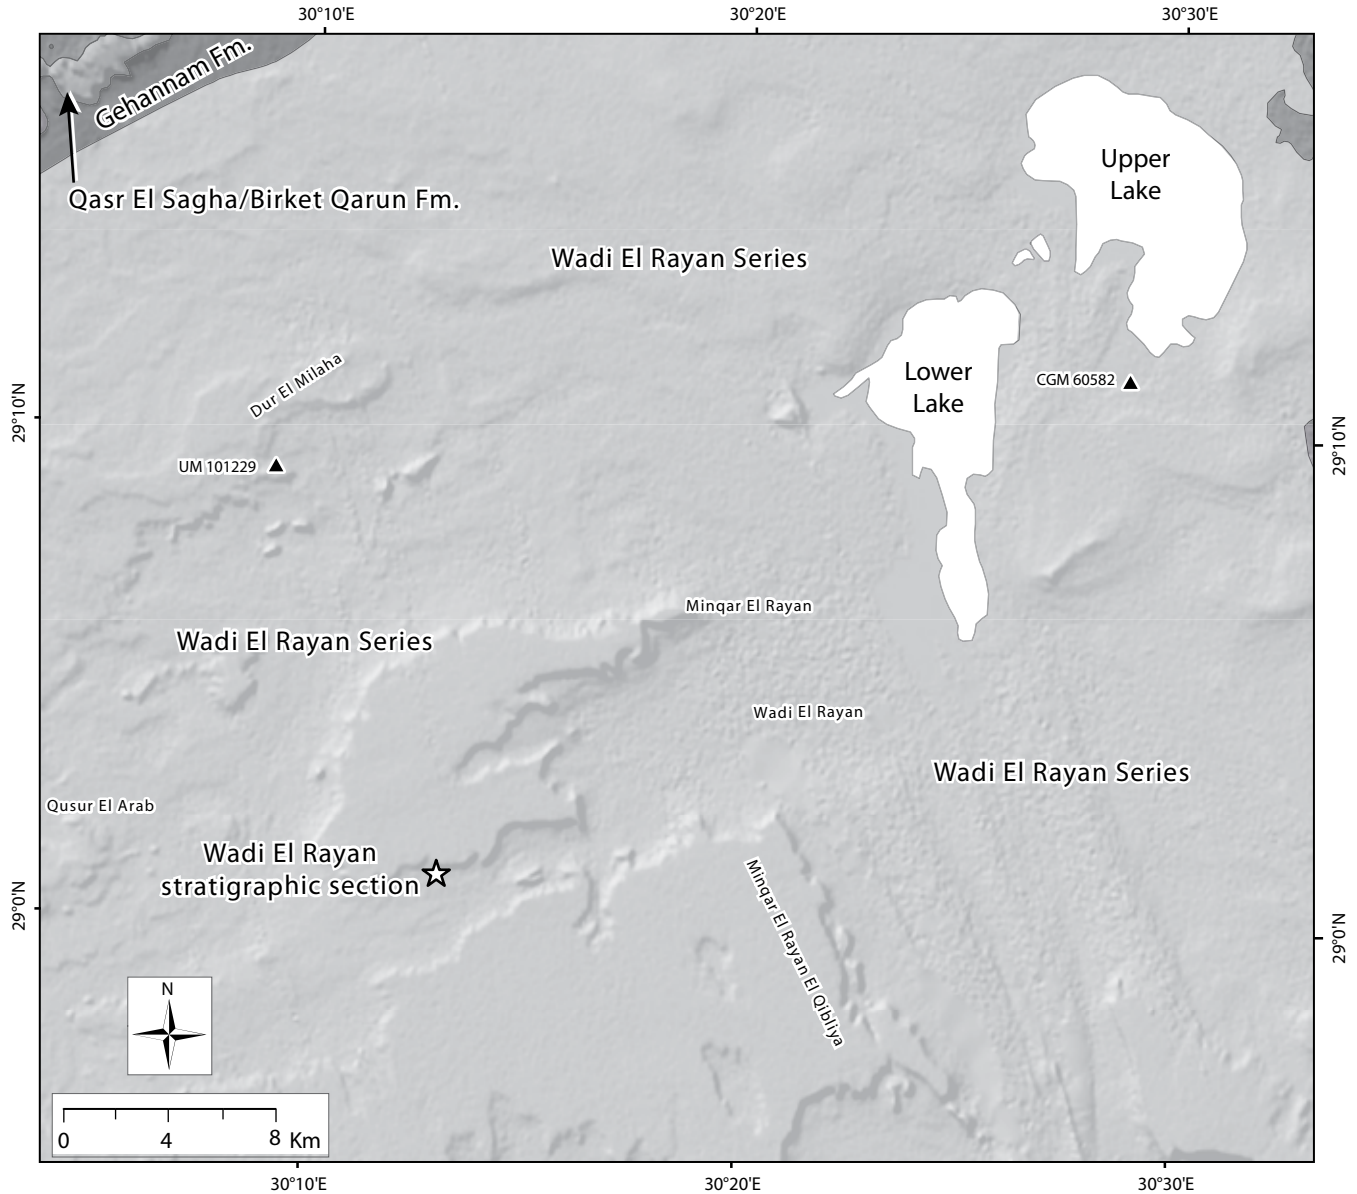 30°10'E
30°20'E
30°30'E
Gehannam Fm.
Qasr El Sagha/Birket Qarun Fm.
Upper
Lake
Wadi El Rayan Series
Dur El Milaha
Lower
Lake
CGM 60582
29°10'N
29°10'N
UM 101229
Minqar El Rayan
Wadi El Rayan Series
Wadi El Rayan
Wadi El Rayan Series
Qusur El Arab
Wadi El Rayan
stratigraphic section
Minqar El Rayan El Qibliya
29°0'N
29°0'N
N
0 4 8 Km
30°10'E
30°20'E
30°30'E